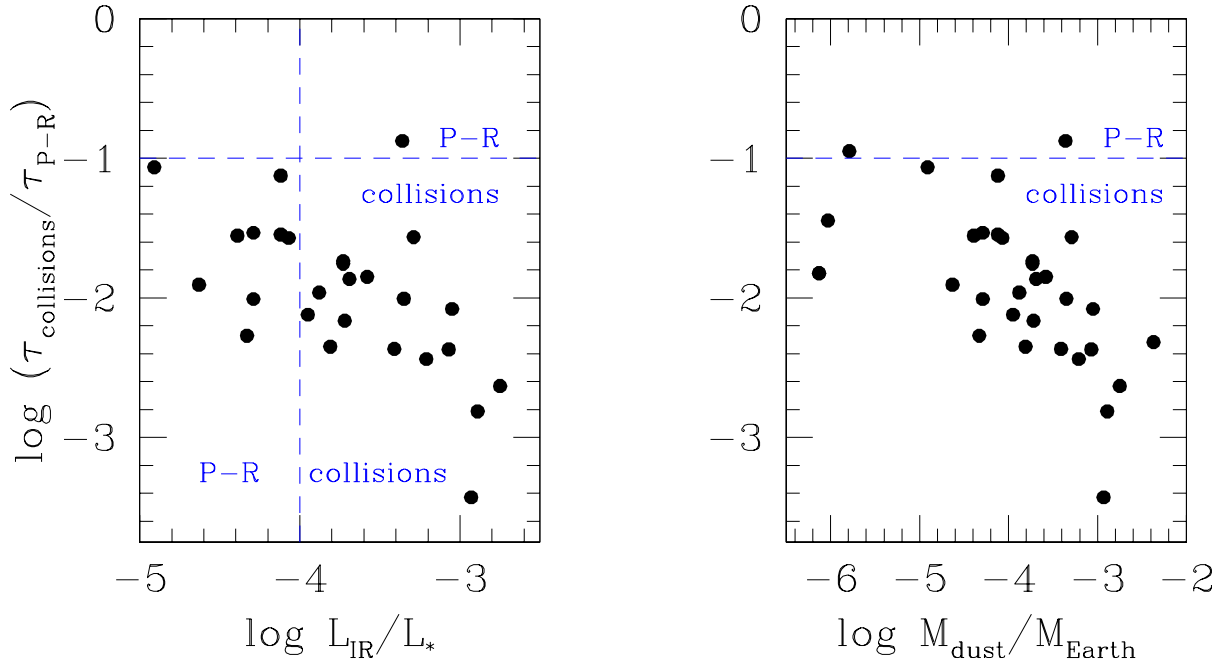 0
−1
−2
−3
log (τcollisions/τP−R)
P−R
collisions
P−R
collisions
−5
−4
−3
log LIR/L*
0
−1
−2
−3
P−R
collisions
−6
−5
−4
−3
−2
log Mdust/MEarth